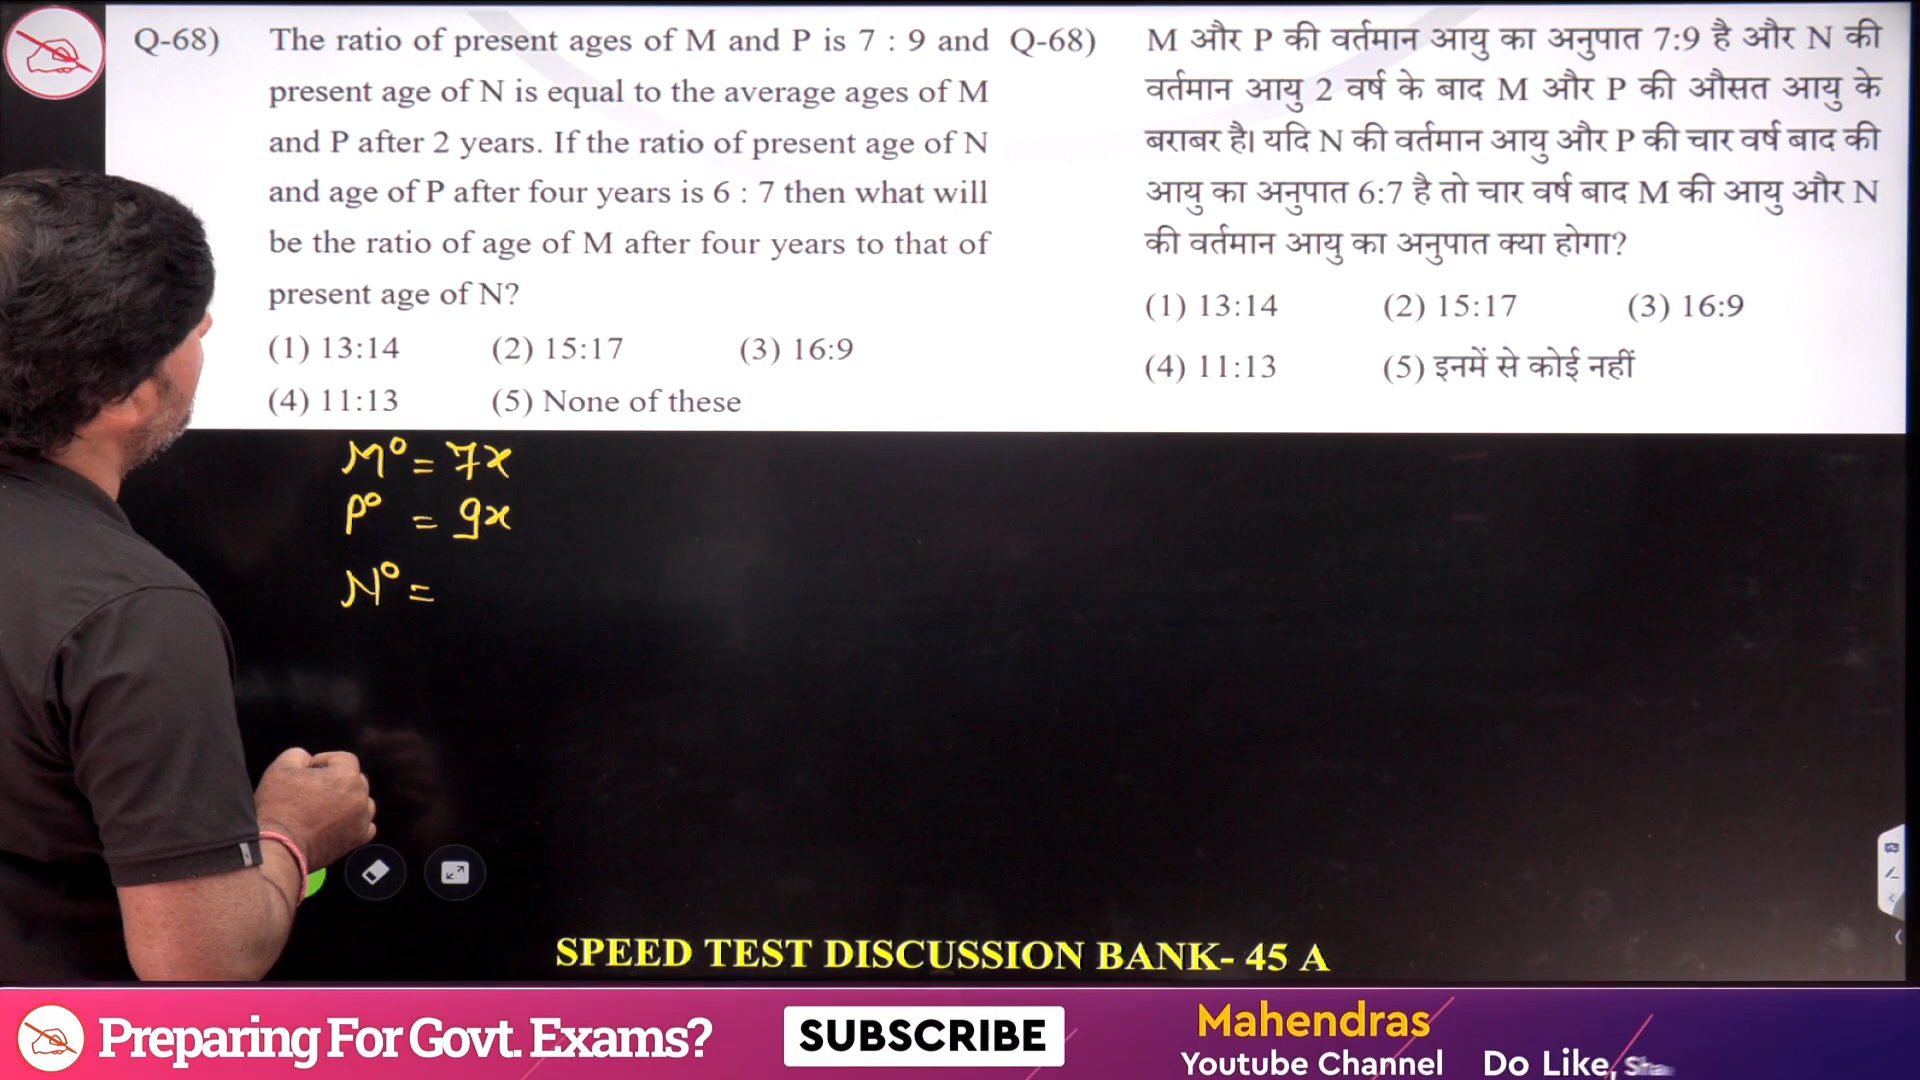 Q-68) The ratio of present ages of M and P is 7 : 9 and
present age of N is equal to the average ages of M
and P after 2 years. If the ratio of present age of N
and age of P after four years is 6 : 7 then what will
be the ratio of age of M after four years to that of
present age of N?
(1) 13:14 (2) 15:17 (3) 16:9
(4) 11:13 (5) None of these
Q-68) M और P की वर्तमान आयु का अनुपात 7:9 है और N की
वर्तमान आयु 2 वर्ष के बाद M और P की औसत आयु के
बराबर है। यदि N की वर्तमान आयु और P की चार वर्ष बाद की
आयु का अनुपात 6:7 है तो चार वर्ष बाद M की आयु और N
की वर्तमान आयु का अनुपात क्या होगा?
(1) 13:14 (2) 15:17 (3) 16:9
(4) 11:13 (5) इनमें से कोई नहीं
M⁰ = 7x
P⁰ = 9x
N⁰ =
SPEED TEST DISCUSSION BANK- 45 A
Preparing For Govt. Exams?
SUBSCRIBE
Mahendras
Youtube Channel Do Like,